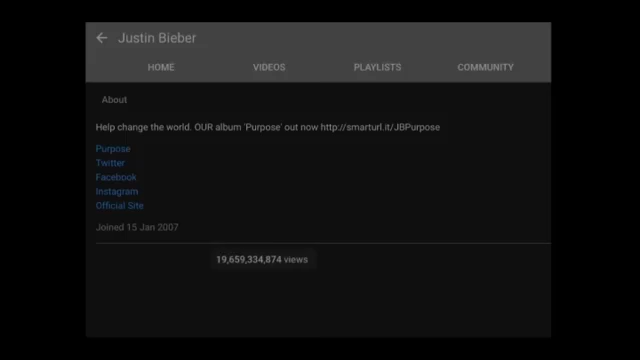 Justin Bieber
HOME VIDEOS PLAYLISTS COMMUNITY
About
Help change the world. OUR album 'Purpose' out now http://smarturl.it/JBPurpose
Purpose
Twitter
Facebook
Instagram
Official Site
Joined 15 Jan 2007
19,659,334,874 views